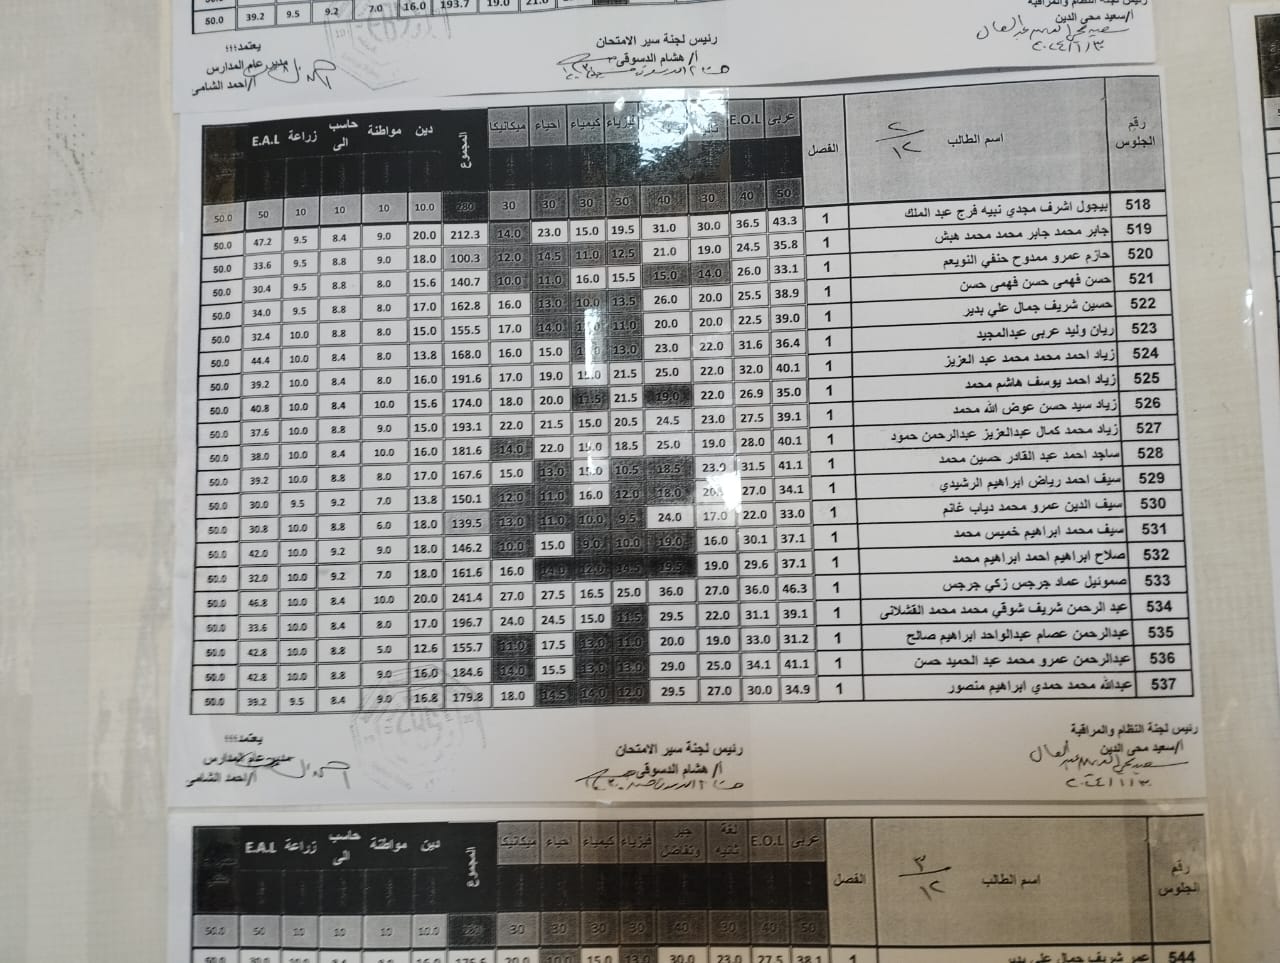 50.0 39.2 9.5 9.2 7.0 16.0 193.7 19.0
رئيس لجنة النظام والمراقبة
أ/سعيد محي الدين
رئيس لجنة سير الامتحان
أ/ هشام الدسوقي
يعتمد؛؛؛
مدير عام المدارس
أ/احمد الشامى
رقم الجلوس اسم الطالب ٢/١٢ الفصل عربى E.O.L كيمياء احياء ميكانيكا المجموع دين مواطنة حاسب الى زراعة E.A.L
50 40 30 40 30 30 30 30 280 10.0 10 10 10 50 50.0
518 بيجول اشرف مجدي نبيه فرج عبد الملك 1 43.3 36.5 30.0 31.0 19.5 15.0 23.0 14.0 212.3 20.0 9.0 8.4 9.5 47.2 50.0
519 جابر محمد جابر محمد محمد هبش 1 35.8 24.5 19.0 21.0 12.5 11.0 14.5 12.0 100.3 18.0 9.0 8.8 9.5 33.6 50.0
520 حازم عمرو ممدوح حنفي النويعم 1 33.1 26.0 14.0 15.0 15.5 16.0 11.0 10.0 140.7 15.6 8.0 8.8 9.5 30.4 50.0
521 حسن فهمى حسن فهمى حسن 1 38.9 25.5 20.0 26.0 13.5 10.0 13.0 16.0 162.8 17.0 8.0 8.8 9.5 34.0 50.0
522 حسين شريف جمال علي بدير 1 39.0 22.5 20.0 20.0 11.0 14.0 17.0 155.5 15.0 8.0 8.8 10.0 32.4 50.0
523 ريان وليد عربى عبدالمجيد 1 36.4 31.6 22.0 23.0 13.0 15.0 16.0 168.0 13.8 8.0 8.4 10.0 44.4 50.0
524 زياد احمد محمد محمد عبد العزيز 1 40.1 32.0 22.0 25.0 21.5 19.0 17.0 191.6 16.0 8.0 8.4 10.0 39.2 50.0
525 زياد احمد يوسف هاشم محمد 1 35.0 26.9 22.0 19.0 21.5 11.5 20.0 18.0 174.0 15.6 10.0 8.4 10.0 40.8 50.0
526 زياد سيد حسن عوض الله محمد 1 39.1 27.5 23.0 24.5 20.5 15.0 21.5 22.0 193.1 15.0 9.0 8.8 10.0 37.6 50.0
527 زياد محمد كمال عبدالعزيز عبدالرحمن حمود 1 40.1 28.0 19.0 25.0 18.5 22.0 14.0 181.6 16.0 10.0 8.4 10.0 38.0 50.0
528 ساجد احمد عبد القادر حسين محمد 1 41.1 31.5 23.0 18.5 10.5 13.0 15.0 167.6 17.0 8.0 8.8 10.0 39.2 50.0
529 سيف احمد رياض ابراهيم الرشيدي 1 34.1 27.0 18.0 12.0 16.0 11.0 12.0 150.1 13.8 7.0 9.2 9.5 30.0 50.0
530 سيف الدين عمرو محمد دياب غانم 1 33.0 22.0 17.0 24.0 9.5 10.0 11.0 13.0 139.5 18.0 6.0 8.8 10.0 30.8 50.0
531 سيف محمد ابراهيم خميس محمد 1 37.1 30.1 16.0 19.0 10.0 9.0 15.0 10.0 146.2 18.0 9.0 9.2 10.0 42.0 50.0
532 صلاح ابراهيم احمد ابراهيم محمد 1 37.1 29.6 19.0 19.5 14.5 12.0 14.0 16.0 161.6 18.0 7.0 9.2 10.0 32.0 50.0
533 صموئيل عماد جرجس زكي جرجس 1 46.3 36.0 27.0 36.0 25.0 16.5 27.5 27.0 241.4 20.0 10.0 8.4 10.0 46.8 50.0
534 عبد الرحمن شريف شوقي محمد محمد القشلانى 1 39.1 31.1 22.0 29.5 11.5 15.0 24.5 24.0 196.7 17.0 8.0 8.4 10.0 33.6 50.0
535 عبدالرحمن عصام عبدالواحد ابراهيم صالح 1 31.2 33.0 19.0 20.0 11.0 13.0 17.5 11.0 155.7 12.6 5.0 8.8 10.0 42.8 50.0
536 عبدالرحمن عمرو محمد عبد الحميد حسن 1 41.1 34.1 25.0 29.0 13.0 13.0 15.5 14.0 184.6 16.0 9.0 8.8 10.0 42.8 50.0
537 عبدالله محمد حمدي ابراهيم منصور 1 34.9 30.0 27.0 29.5 12.0 14.0 14.5 18.0 179.8 16.8 9.0 8.4 9.5 39.2 50.0
رئيس لجنة النظام والمراقبة
أ/سعيد محي الدين
رئيس لجنة سير الامتحان
أ/ هشام الدسوقي
يعتمد؛؛؛
مدير عام المدارس
أ/احمد الشامى
رقم الجلوس اسم الطالب ٣/١٢ الفصل عربى E.O.L لغة ثانيه جبر وتفاضل فيزياء كيمياء احياء ميكانيكا المجموع دين مواطنة حاسب الى زراعة E.A.L
50 40 30 40 30 30 30 30 280 10.0 10 10 10 50 50.0
544 عمر شريف جمال علي بدير 1 38.1 27.5 23.0 30.0 13.0 15.0 10.0 20.0